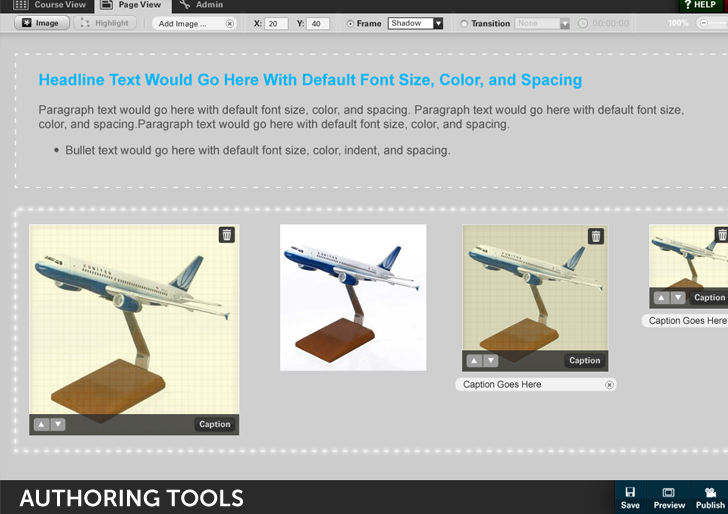 Course View Page View Admin ? HELP
Image Highlight Add Image ... X: 20 Y: 40 Frame Shadow Transition None 00:00:00 100%
Headline Text Would Go Here With Default Font Size, Color, and Spacing
Paragraph text would go here with default font size, color, and spacing. Paragraph text would go here with default font size,
color, and spacing.Paragraph text would go here with default font size, color, and spacing.
• Bullet text would go here with default font size, color, indent, and spacing.
UNITED
Caption
Caption
Caption Goes Here
Caption
Caption Goes Here
AUTHORING TOOLS
Save Preview Publish